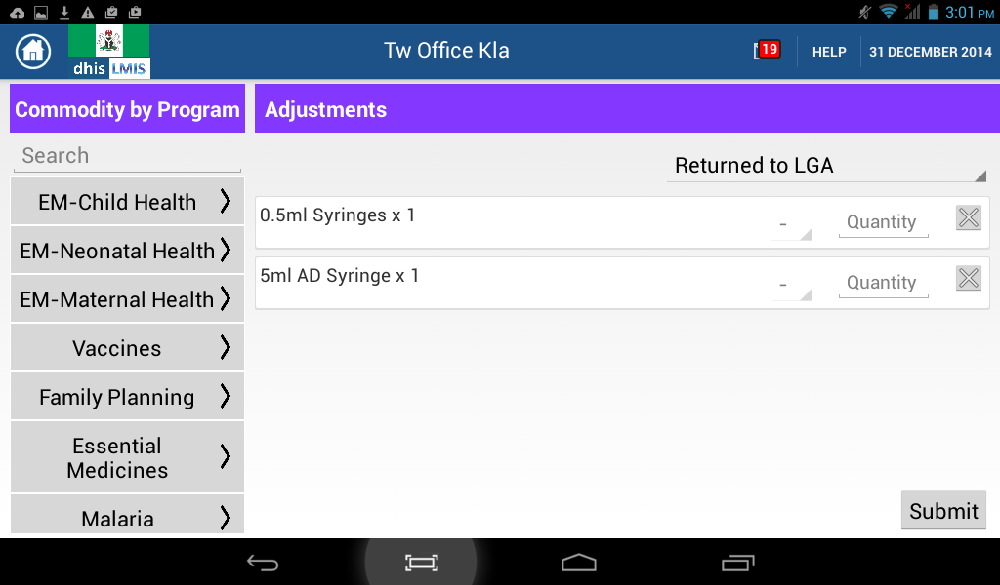 3:01 PM
dhis LMIS
Tw Office Kla
19
HELP
31 DECEMBER 2014
Commodity by Program
Adjustments
Search
Returned to LGA
EM-Child Health
EM-Neonatal Health
EM-Maternal Health
Vaccines
Family Planning
Essential
Medicines
Malaria
0.5ml Syringes x 1
-
Quantity
5ml AD Syringe x 1
-
Quantity
Submit